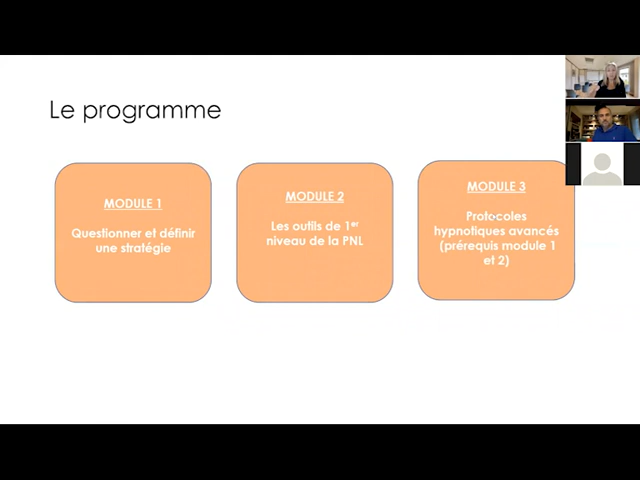 Le programme
MODULE 1
Questionner et définir
une stratégie
MODULE 2
Les outils de 1er
niveau de la PNL
MODULE 3
Protocoles
hypnotiques avancés
(prérequis module 1
et 2)